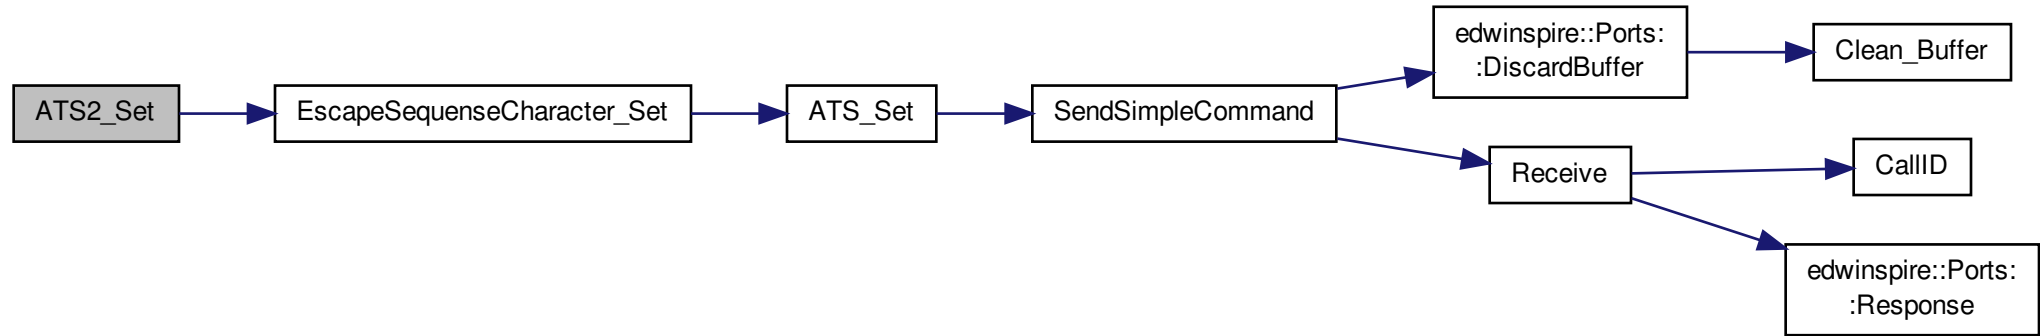 ATS2_Set
EscapeSequenseCharacter_Set
ATS_Set
SendSimpleCommand
edwinspire::Ports:
:DiscardBuffer
Clean_Buffer
Receive
CallID
edwinspire::Ports:
:Response